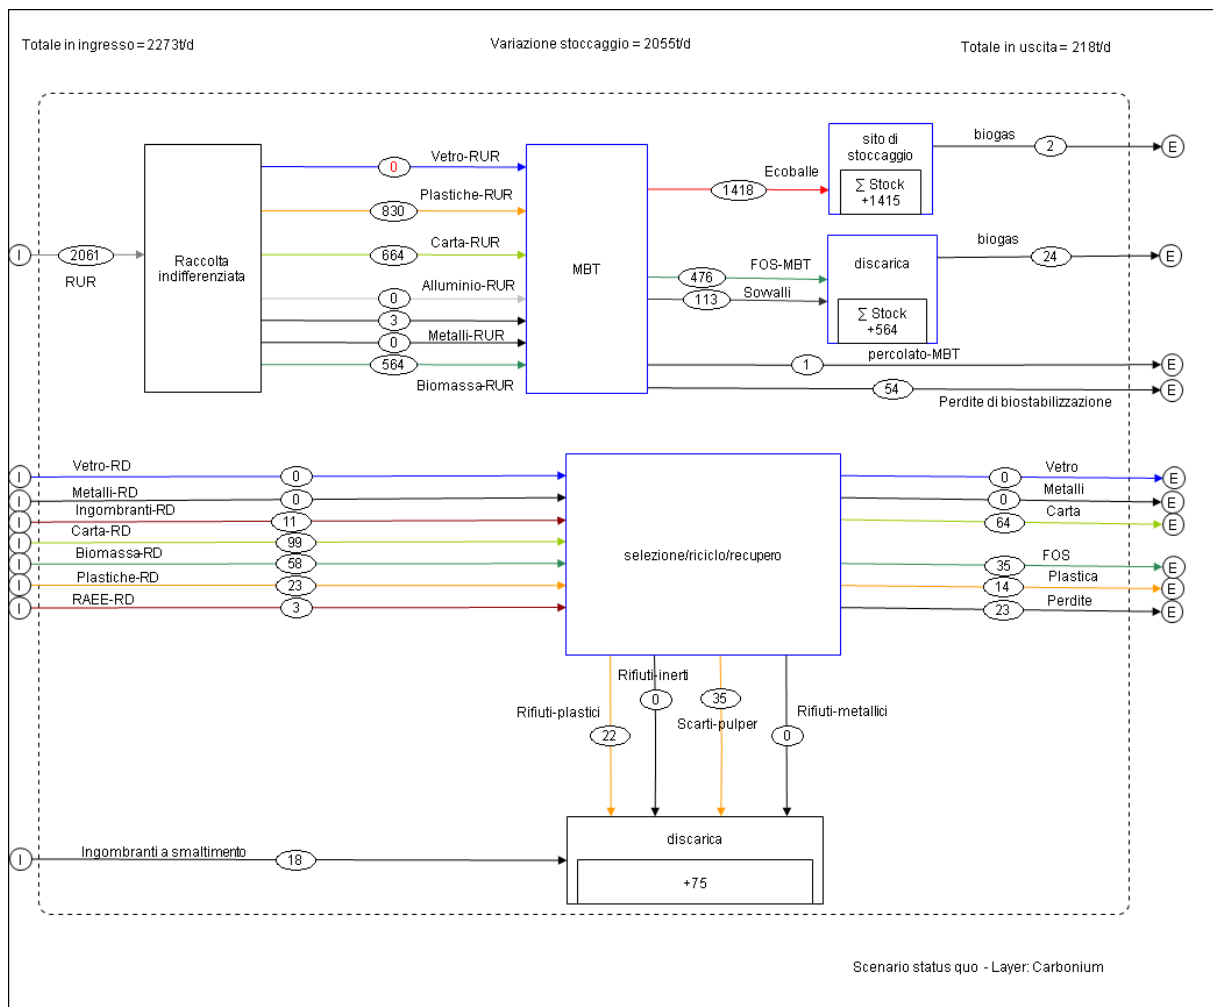 Totale in ingresso = 2273t/d
Variazione stoccaggio = 2055t/d
Totale in uscita = 218t/d
I
2061
RUR
Raccolta
indifferenziata
Vetro-RUR
0
Plastiche-RUR
830
Carta-RUR
664
Alluminio-RUR
0
3
Metalli-RUR
0
564
Biomassa-RUR
MBT
Ecoballe
1418
sito di
stoccaggio
∑ Stock
+1415
biogas
2
E
FOS-MBT
476
Sovvalli
113
discarica
∑ Stock
+564
biogas
24
E
percolato-MBT
1
E
54
E
Perdite di biostabilizzazione
I
Vetro-RD
0
I
Metalli-RD
0
I
Ingombranti-RD
11
I
Carta-RD
99
I
Biomassa-RD
58
I
Plastiche-RD
23
I
RAEE-RD
3
selezione/riciclo/recupero
Vetro
0
E
Metalli
0
E
Carta
64
E
FOS
35
E
Plastica
14
E
Perdite
23
E
Rifiuti-plastici
22
Rifiuti-inerti
0
35
Scarti-pulper
Rifiuti-metallici
0
I
Ingombranti a smaltimento
18
discarica
+75
Scenario status quo - Layer: Carbonium